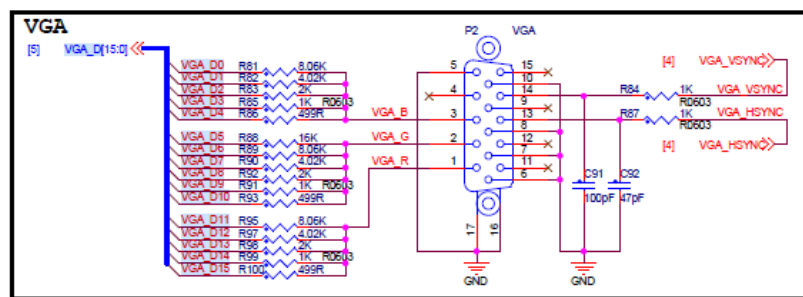 VGA
[5] VGA_D[15:0]
VGA_D0 R81 8.06K
VGA_D1 R82 4.02K
VGA_D2 R83 2K
VGA_D3 R85 1K R0603
VGA_D4 R86 499R
VGA_D5 R88 16K
VGA_D6 R89 8.06K
VGA_D7 R90 4.02K
VGA_D8 R92 2K
VGA_D9 R91 1K R0603
VGA_D10 R93 499R
VGA_D11 R95 8.06K
VGA_D12 R97 4.02K
VGA_D13 R98 2K
VGA_D14 R99 1K R0603
VGA_D15 R100 499R
VGA_B
VGA_G
VGA_R
P2 VGA
5 15
10
4 14
9
3 13
8
2 12
7
1 11
6
17 16
GND
[4] VGA_VSYNC
R84 1K VGA_VSYNC
R0603
R87 1K VGA_HSYNC
R0603
[4] VGA_HSYNC
C91 C92
100pF 47pF
GND